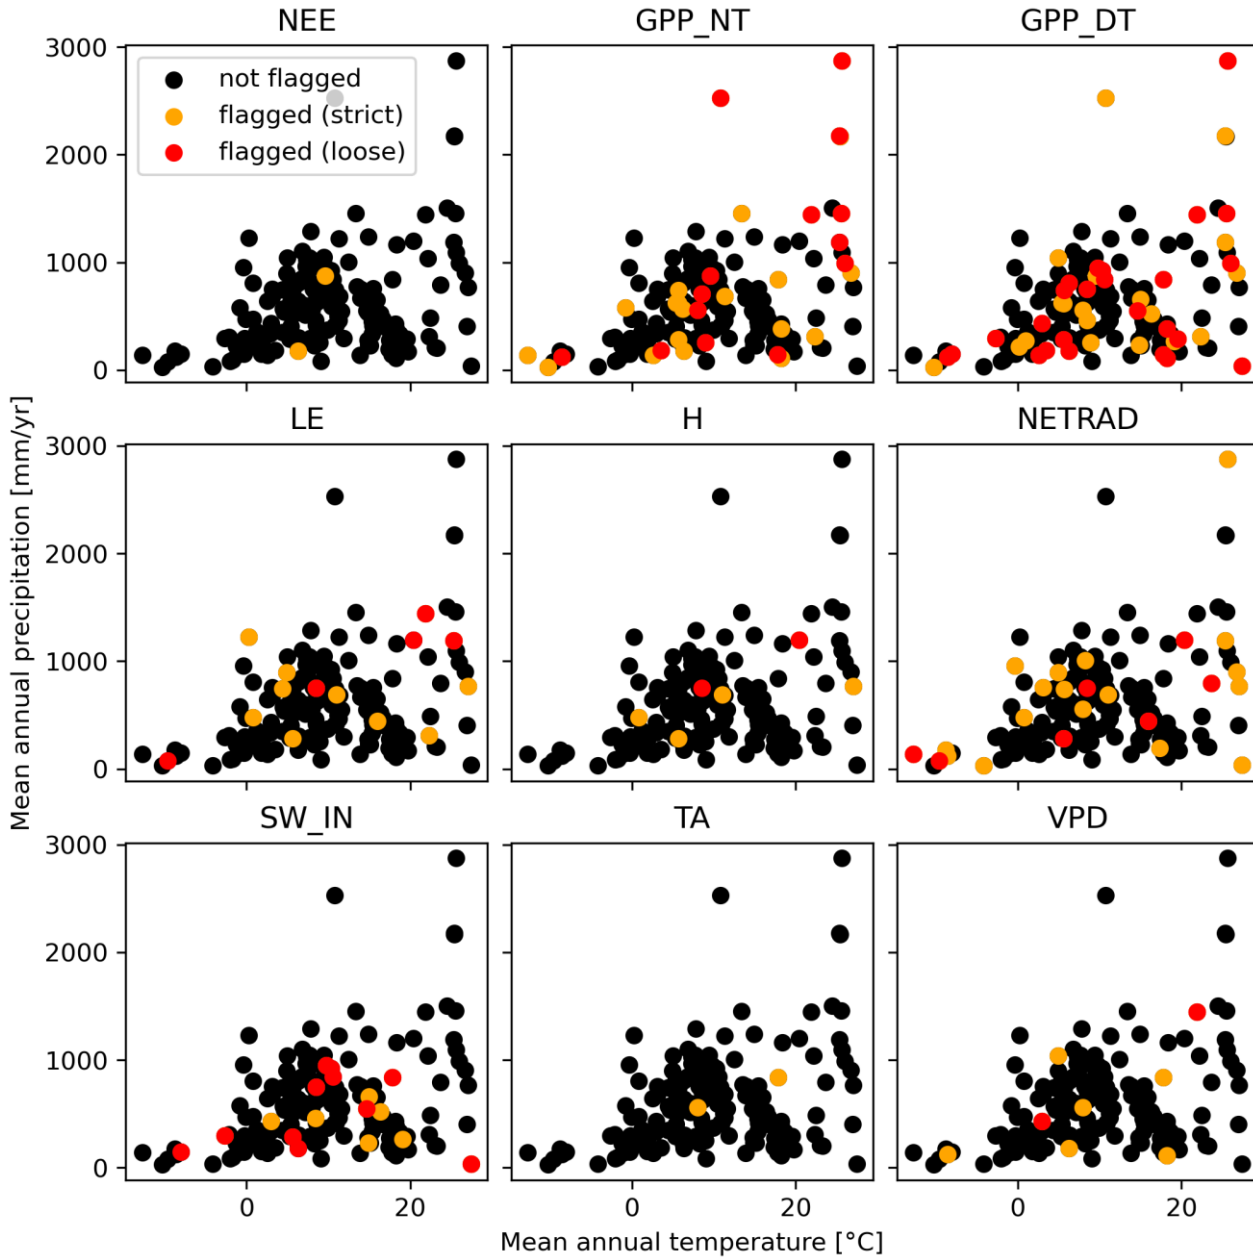 NEE GPP_NT GPP_DT
3000
not flagged
flagged (strict)
2000
flagged (loose)
1000
0
LE H NETRAD
3000
2000
1000
0
Mean annual precipitation [mm/yr]
SW_IN TA VPD
3000
2000
1000
0
0 20 0 20 0 20
Mean annual temperature [°C]